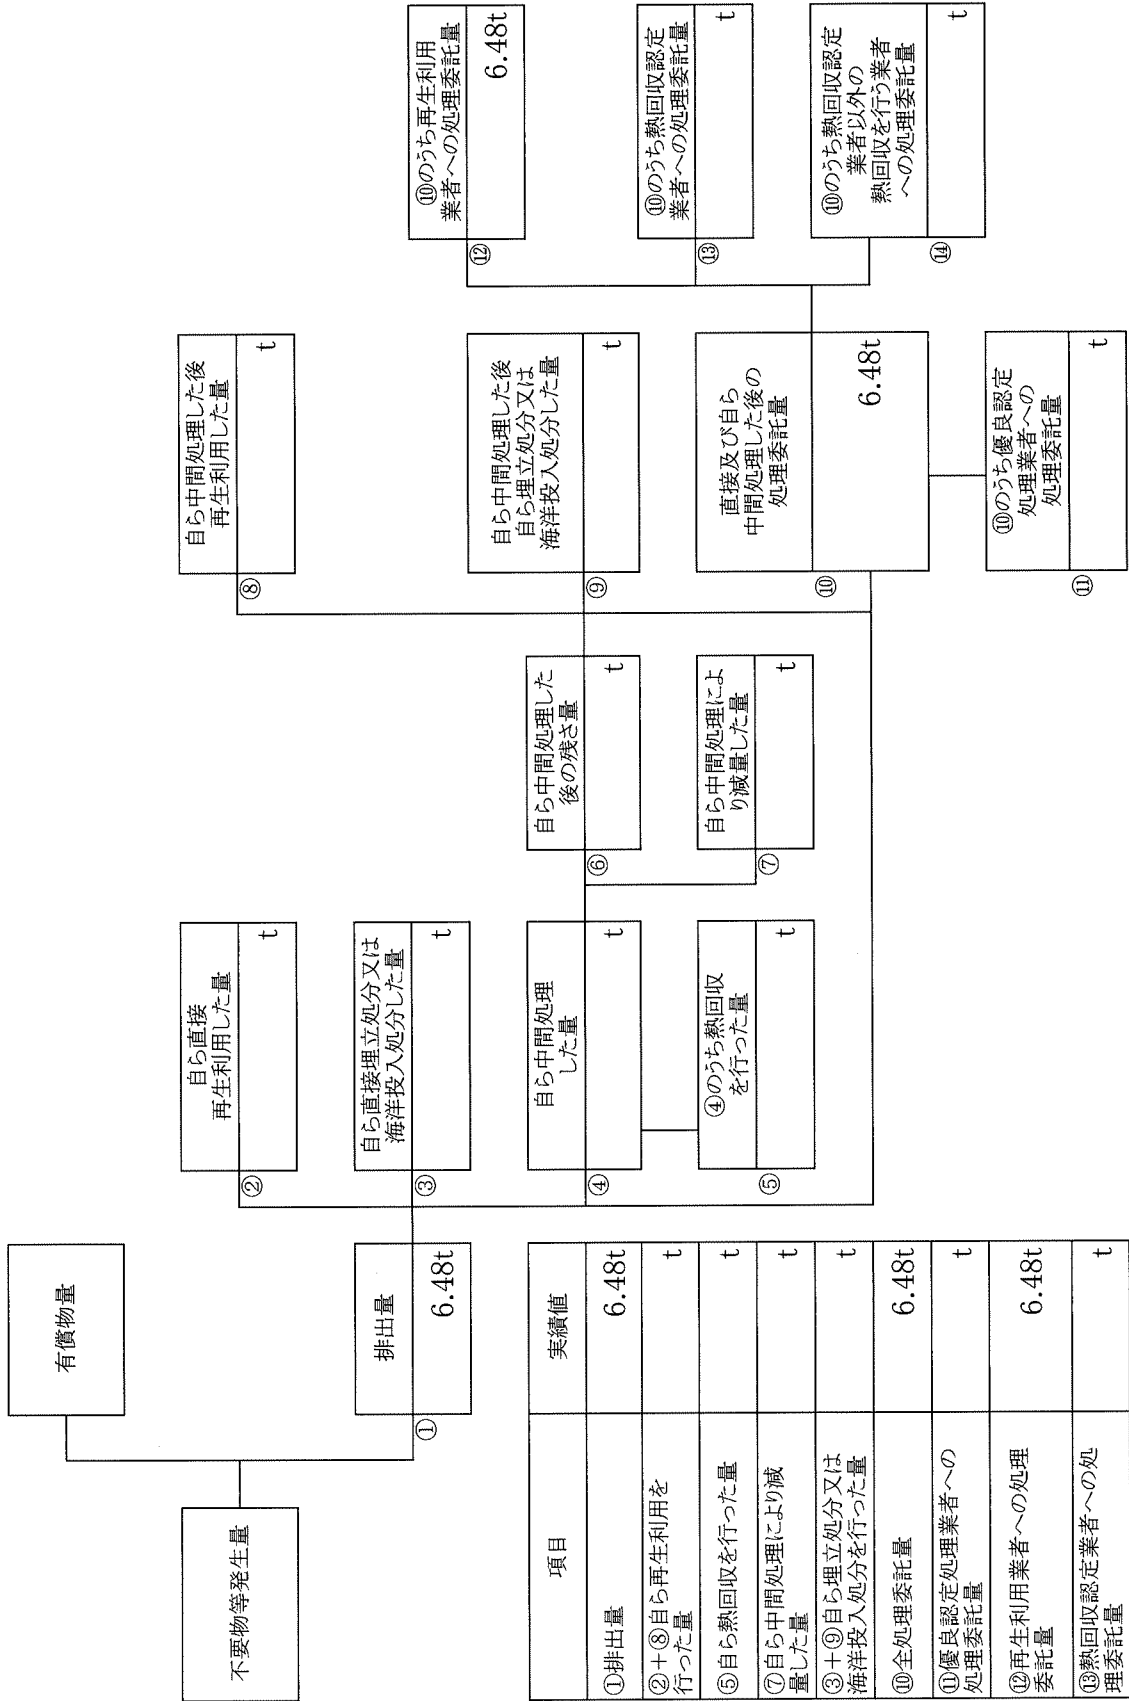 不要物等発生量
有償物量
①
排出量
6.48t
②
自ら直接
再生利用した量
t
③
自ら直接埋立処分又は
海洋投入処分した量
t
④
自ら中間処理
した量
t
⑤
④のうち熱回収
を行った量
t
⑥
自ら中間処理した
後の残さ量
t
⑦
自ら中間処理によ
り減量した量
t
⑧
自ら中間処理した後
再生利用した量
t
⑨
自ら中間処理した後
自ら埋立処分又は
海洋投入処分した量
t
⑩
直接及び自ら
中間処理した後の
処理委託量
6.48t
⑪
⑩のうち優良認定
処理業者への
処理委託量
t
⑫
⑩のうち再生利用
業者への処理委託量
6.48t
⑬
⑩のうち熱回収認定
業者への処理委託量
t
⑭
⑩のうち熱回収認定
業者以外の
熱回収を行う業者
への処理委託量
t
項目 実績値
①排出量 6.48t
②+⑧自ら再生利用を
行った量 t
⑤自ら熱回収を行った量 t
⑦自ら中間処理により減
量した量 t
③+⑨自ら埋立処分又は
海洋投入処分を行った量 t
⑩全処理委託量 6.48t
⑪優良認定処理業者への
処理委託量 t
⑫再生利用業者への処理
委託量 6.48t
⑬熱回収認定業者への処
理委託量 t